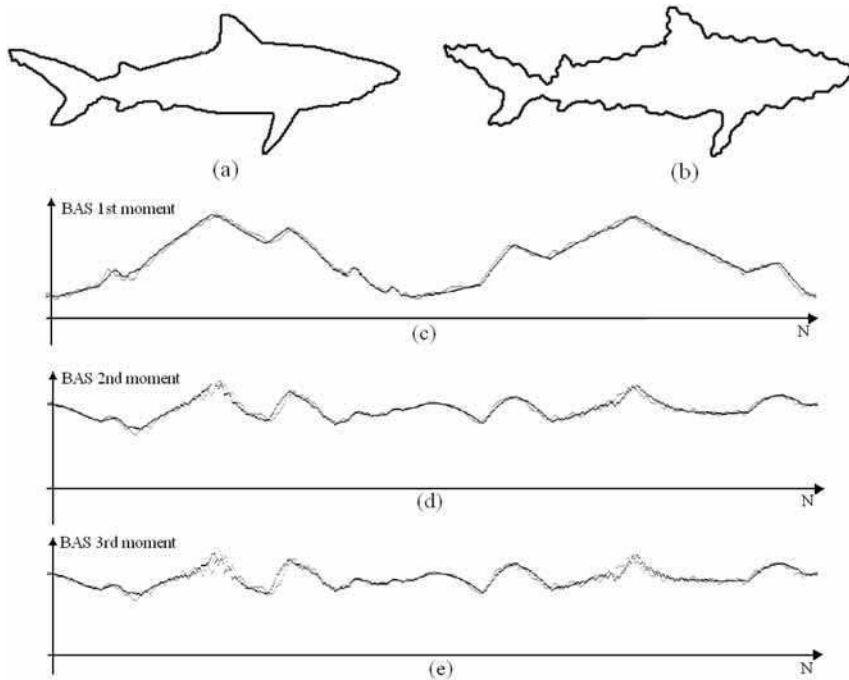 (a)
(b)
BAS 1st moment
N
(c)
BAS 2nd moment
N
(d)
BAS 3rd moment
N
(e)